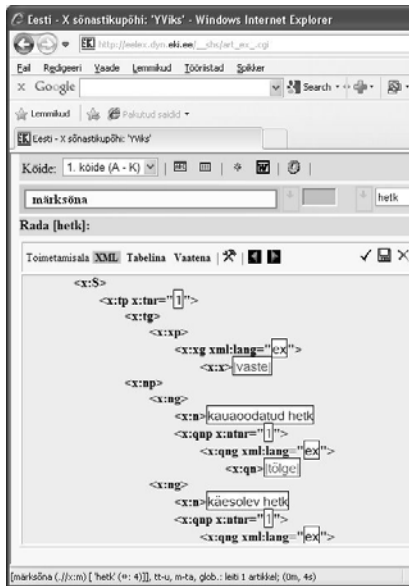 Eesti - X sõnastikupõhi: 'YViks' - Windows Internet Explorer
http://eelex.dyn.eki.ee/__shs/art_ex_.cgi
Fail Redigeeri Vaade Lemmikud Tööriistad Spikker
x Google Search
Lemmikud Pakutud saidid
Eesti - X sõnastikupõhi: 'YViks'
Köide: 1. köide (A - K)
märksõna hetk
Rada [hetk]:
Toimetamisala XML Tabelina Vaatena
<x:S>
<x:tp x:tnr="1">
<x:tg>
<x:xp>
<x:xg xml:lang="ex">
<x:x>[vaste]
<x:np>
<x:ng>
<x:n>kauaoodatud hetk
<x:qnp x:ntnr="1">
<x:qng xml:lang="ex">
<x:qn>[tõlge]
<x:ng>
<x:n>käesolev hetk
<x:qnp x:ntnr="1">
<x:qng xml:lang="ex">
[märksõna (.//x:m) [ 'hetk' (↔: 4)]], tt-u, m-ta, glob.: leiti 1 artikkel; (0m, 4s)